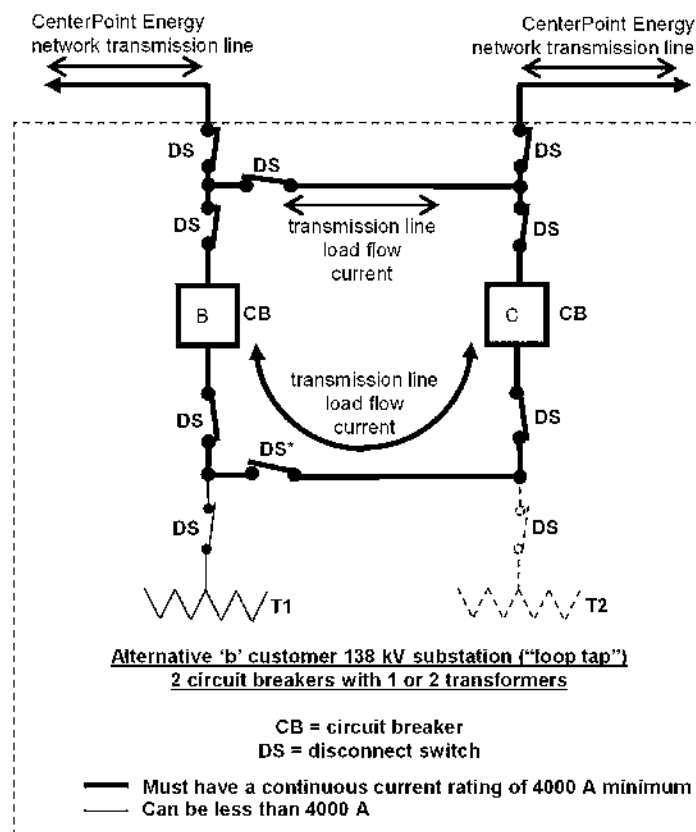 CenterPoint Energy
network transmission line
CenterPoint Energy
network transmission line
DS
DS
DS
DS
DS
transmission line
load flow
current
B
CB
C
CB
transmission line
load flow
current
DS
DS
DS*
DS
DS
T1
T2
Alternative 'b' customer 138 kV substation ("loop tap")
2 circuit breakers with 1 or 2 transformers
CB = circuit breaker
DS = disconnect switch
Must have a continuous current rating of 4000 A minimum
Can be less than 4000 A